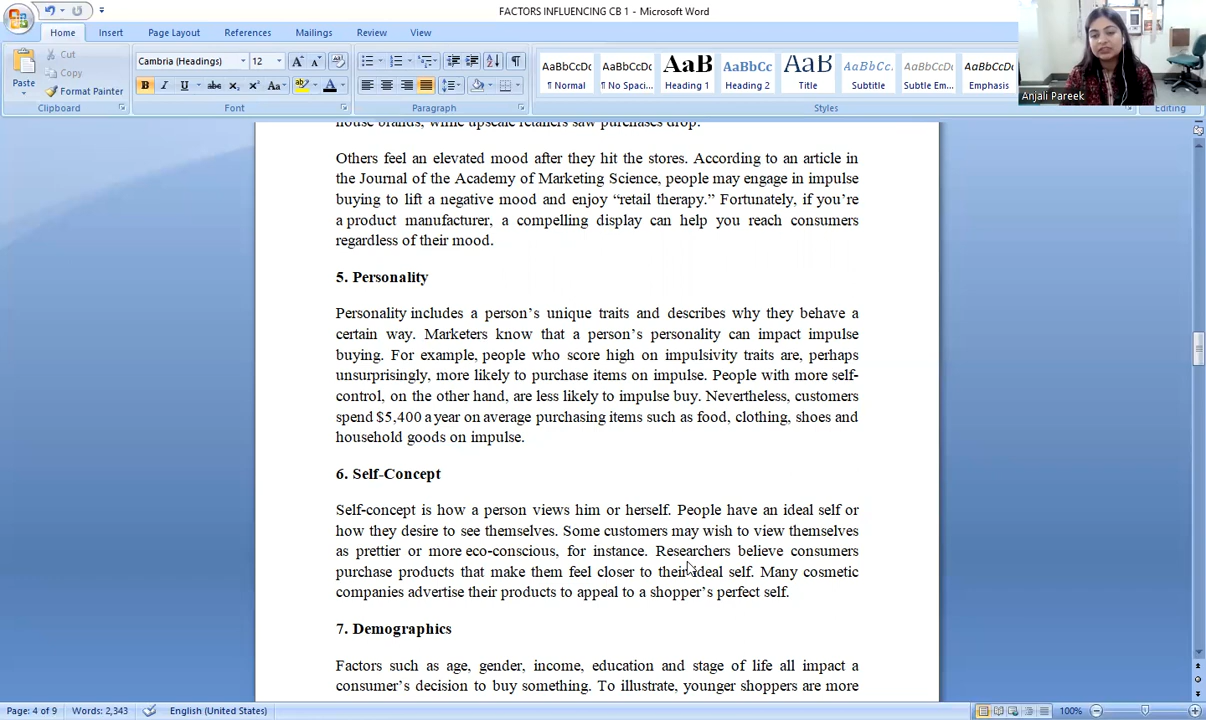 FACTORS INFLUENCING CB 1 - Microsoft Word
Home Insert Page Layout References Mailings Review View
Paste
Cut
Copy
Format Painter
Clipboard
Cambria (Headings) 12
Font
Paragraph
AaBbCcDc AaBbCcDc AaB AaBbCc AaB AaBbCc AaBbCcDc AaBbCcDc
¶ Normal ¶ No Spaci... Heading 1 Heading 2 Title Subtitle Subtle Em... Emphasis
Styles
Editing
Anjali Pareek
house brands, while upscale retailers saw purchases drop.
Others feel an elevated mood after they hit the stores. According to an article in
the Journal of the Academy of Marketing Science, people may engage in impulse
buying to lift a negative mood and enjoy “retail therapy.” Fortunately, if you’re
a product manufacturer, a compelling display can help you reach consumers
regardless of their mood.
5. Personality
Personality includes a person’s unique traits and describes why they behave a
certain way. Marketers know that a person’s personality can impact impulse
buying. For example, people who score high on impulsivity traits are, perhaps
unsurprisingly, more likely to purchase items on impulse. People with more self-
control, on the other hand, are less likely to impulse buy. Nevertheless, customers
spend $5,400 a year on average purchasing items such as food, clothing, shoes and
household goods on impulse.
6. Self-Concept
Self-concept is how a person views him or herself. People have an ideal self or
how they desire to see themselves. Some customers may wish to view themselves
as prettier or more eco-conscious, for instance. Researchers believe consumers
purchase products that make them feel closer to their ideal self. Many cosmetic
companies advertise their products to appeal to a shopper’s perfect self.
7. Demographics
Factors such as age, gender, income, education and stage of life all impact a
consumer’s decision to buy something. To illustrate, younger shoppers are more
Page: 4 of 9 Words: 2,343 English (United States) 100%